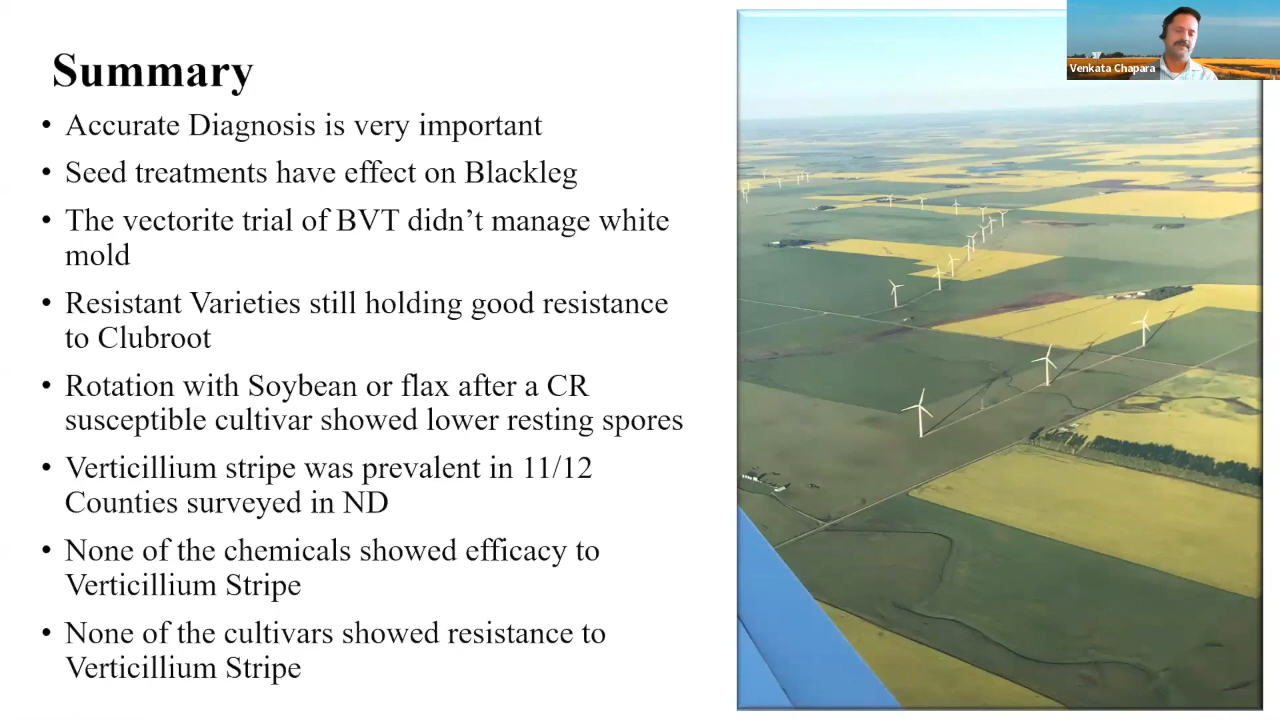 Summary
• Accurate Diagnosis is very important
• Seed treatments have effect on Blackleg
• The vectorite trial of BVT didn’t manage white
mold
• Resistant Varieties still holding good resistance
to Clubroot
• Rotation with Soybean or flax after a CR
susceptible cultivar showed lower resting spores
• Verticillium stripe was prevalent in 11/12
Counties surveyed in ND
• None of the chemicals showed efficacy to
Verticillium Stripe
• None of the cultivars showed resistance to
Verticillium Stripe
Venkata Chapara